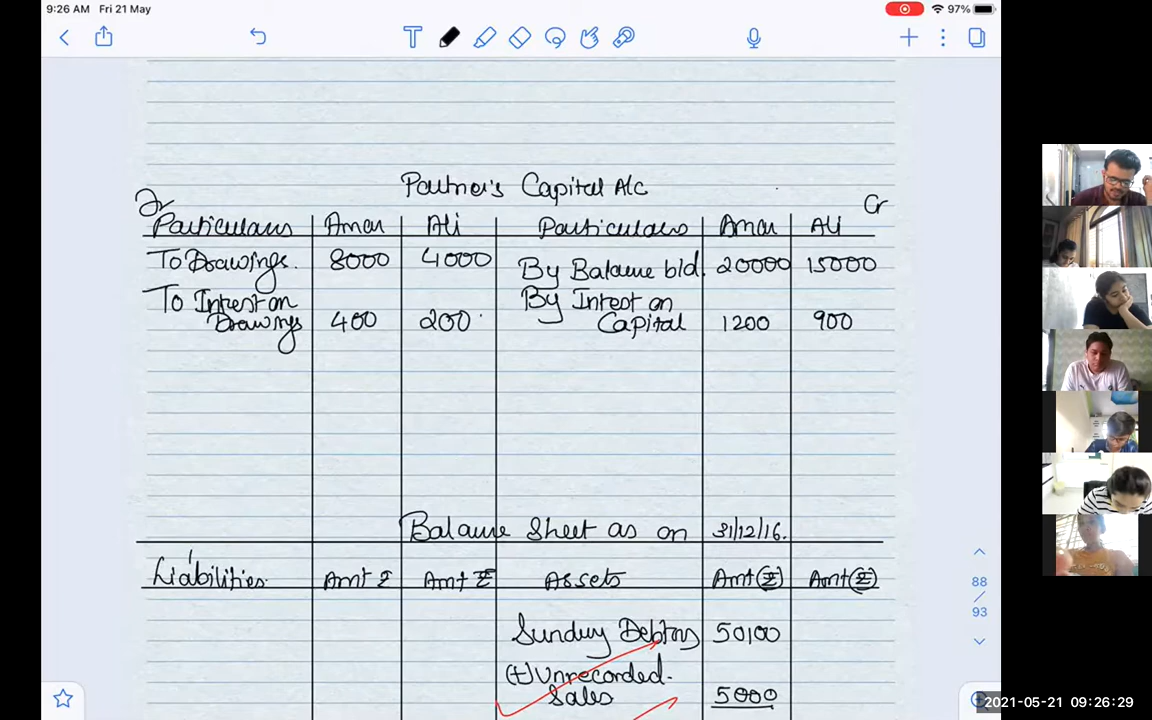 9:26 AM Fri 21 May
97%
Partner's Capital A/c
Dr
Cr
Particulars Amar Ali Particulars Amar Ali
To Drawings. 8000 4000 By Balance b/d. 20000 15000
To Interest on By Interest on
Drawings 400 200 Capital 1200 900
Balance Sheet as on 31/12/16.
Liabilities Amt ₹ Amt ₹ Assets Amt(₹) Amt(₹)
Sundry Debtors 50100
(+) Unrecorded
Sales 5000
88
/
93
2021-05-21 09:26:29